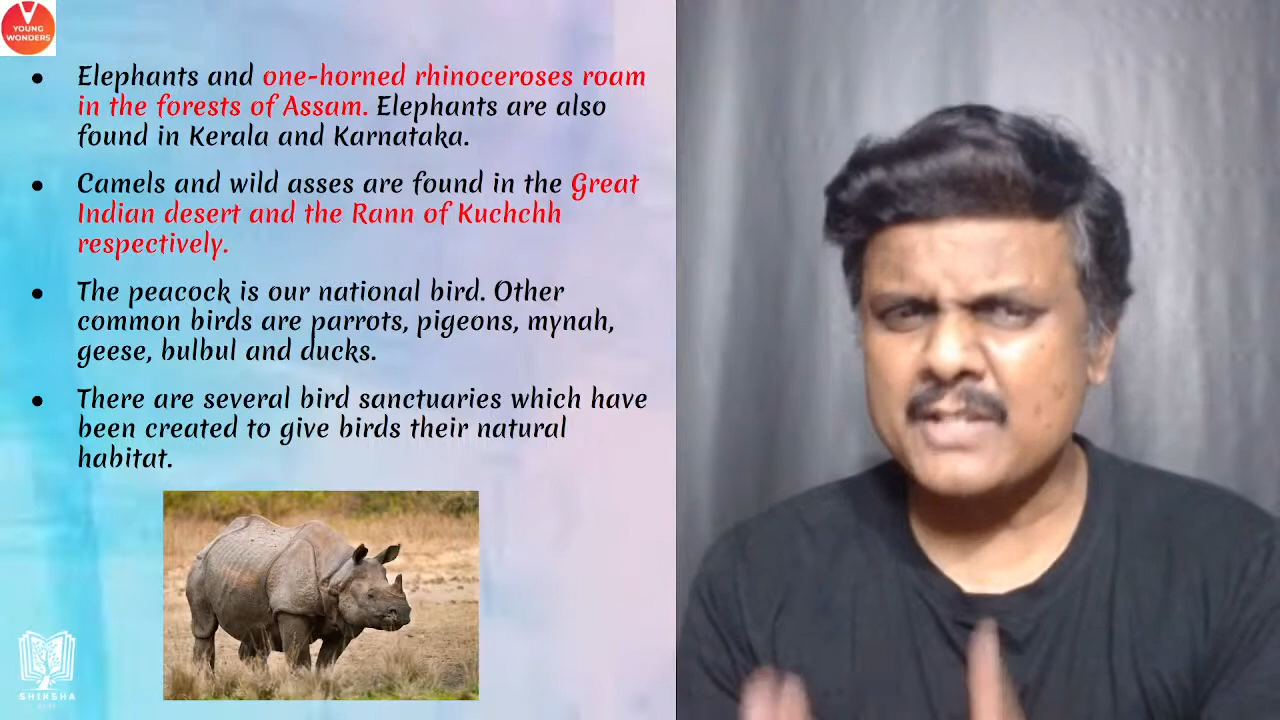 YOUNG
WONDERS
• Elephants and one-horned rhinoceroses roam
in the forests of Assam. Elephants are also
found in Kerala and Karnataka.
• Camels and wild asses are found in the Great
Indian desert and the Rann of Kuchchh
respectively.
• The peacock is our national bird. Other
common birds are parrots, pigeons, mynah,
geese, bulbul and ducks.
• There are several bird sanctuaries which have
been created to give birds their natural
habitat.
SHIKSHA